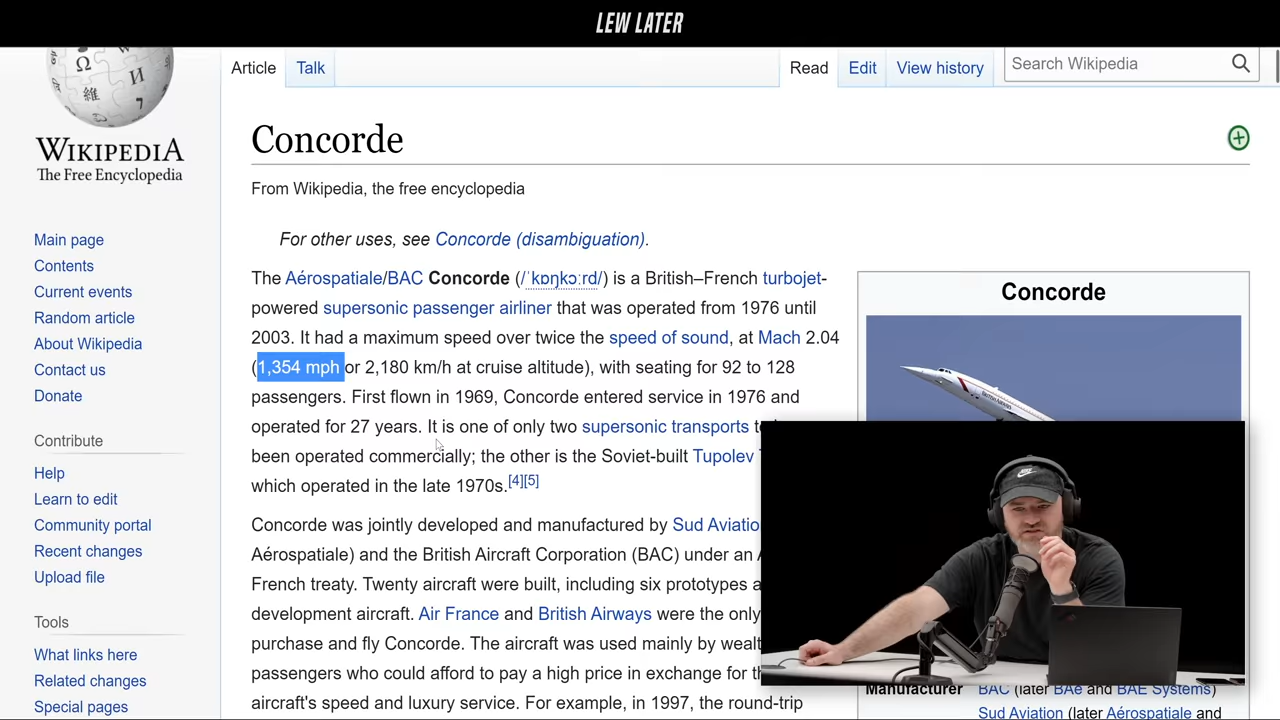 LEW LATER
WIKIPEDIA
The Free Encyclopedia
Main page
Contents
Current events
Random article
About Wikipedia
Contact us
Donate
Contribute
Help
Learn to edit
Community portal
Recent changes
Upload file
Tools
What links here
Related changes
Special pages
Article Talk Read Edit View history Search Wikipedia
Concorde
From Wikipedia, the free encyclopedia
For other uses, see Concorde (disambiguation).
The Aérospatiale/BAC Concorde (/ˈkɒŋkɔːrd/) is a British–French turbojet-
powered supersonic passenger airliner that was operated from 1976 until
2003. It had a maximum speed over twice the speed of sound, at Mach 2.04
(1,354 mph or 2,180 km/h at cruise altitude), with seating for 92 to 128
passengers. First flown in 1969, Concorde entered service in 1976 and
operated for 27 years. It is one of only two supersonic transports to
been operated commercially; the other is the Soviet-built Tupolev
which operated in the late 1970s.[4][5]
Concorde was jointly developed and manufactured by Sud Aviatio
Aérospatiale) and the British Aircraft Corporation (BAC) under an
French treaty. Twenty aircraft were built, including six prototypes a
development aircraft. Air France and British Airways were the only
purchase and fly Concorde. The aircraft was used mainly by wealt
passengers who could afford to pay a high price in exchange for th
aircraft's speed and luxury service. For example, in 1997, the round-trip
Concorde
Manufacturer BAC (later BAe and BAE Systems)
Sud Aviation (later Aérospatiale and